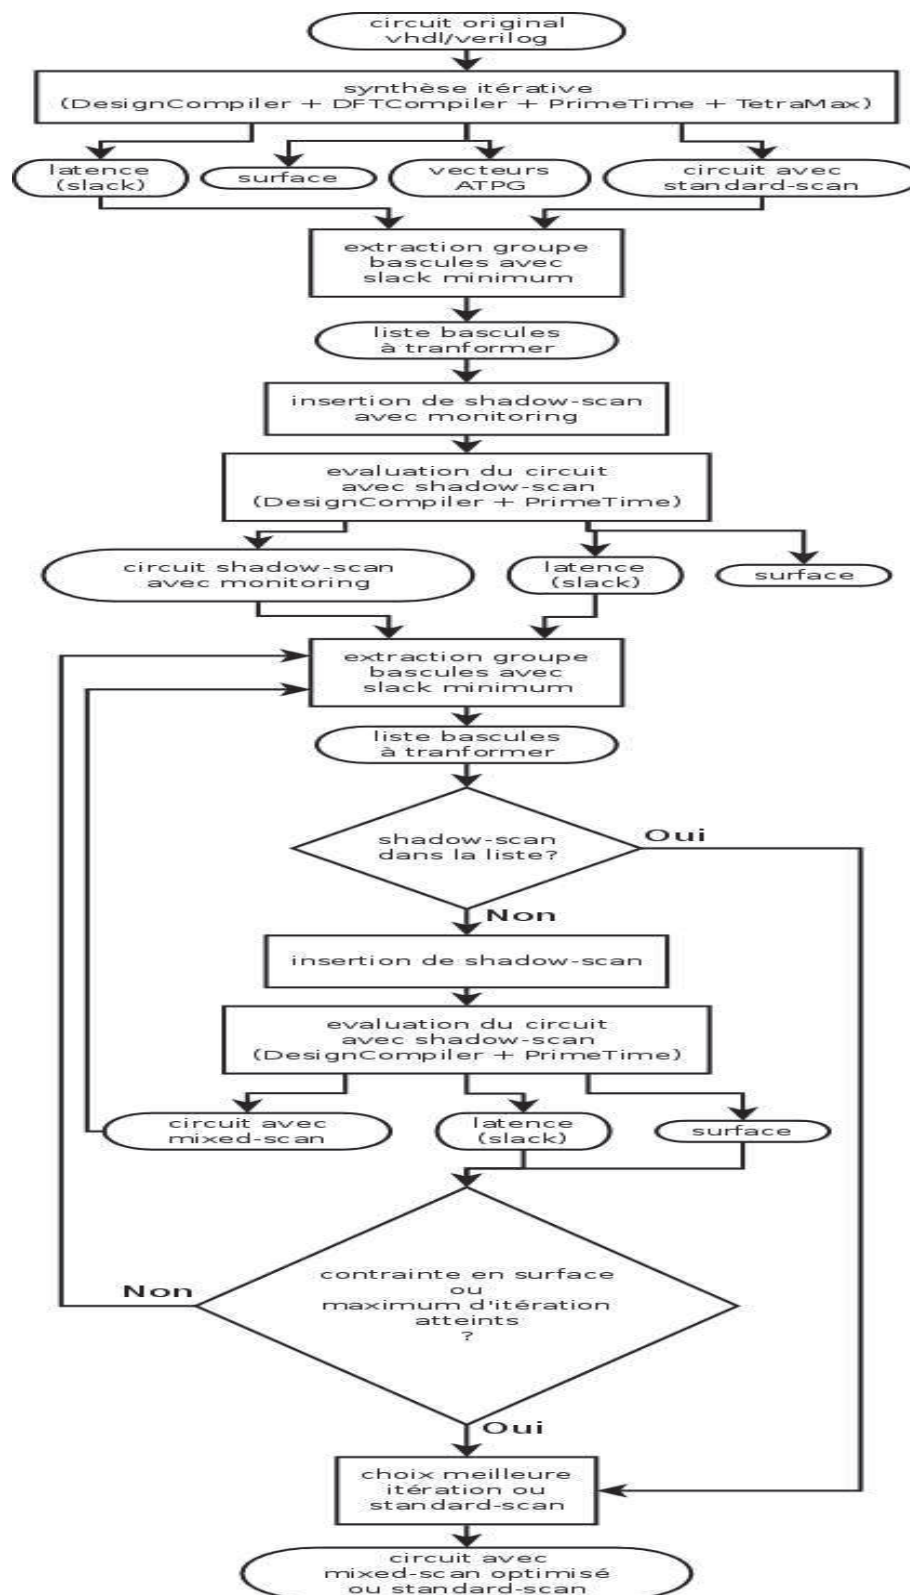 circuit original
vhdl/verilog
synthèse itérative
(DesignCompiler + DFTCompiler + PrimeTime + TetraMax)
latence
(slack)
surface
vecteurs
ATPG
circuit avec
standard-scan
extraction groupe
bascules avec
slack minimum
liste bascules
à tranformer
insertion de shadow-scan
avec monitoring
evaluation du circuit
avec shadow-scan
(DesignCompiler + PrimeTime)
circuit shadow-scan
avec monitoring
latence
(slack)
surface
extraction groupe
bascules avec
slack minimum
liste bascules
à tranformer
shadow-scan
dans la liste?
Oui
Non
insertion de shadow-scan
evaluation du circuit
avec shadow-scan
(DesignCompiler + PrimeTime)
circuit avec
mixed-scan
latence
(slack)
surface
contrainte en surface
ou
maximum d'itération
atteints
?
Non
Oui
choix meilleure
itération ou
standard-scan
circuit avec
mixed-scan optimisé
ou standard-scan